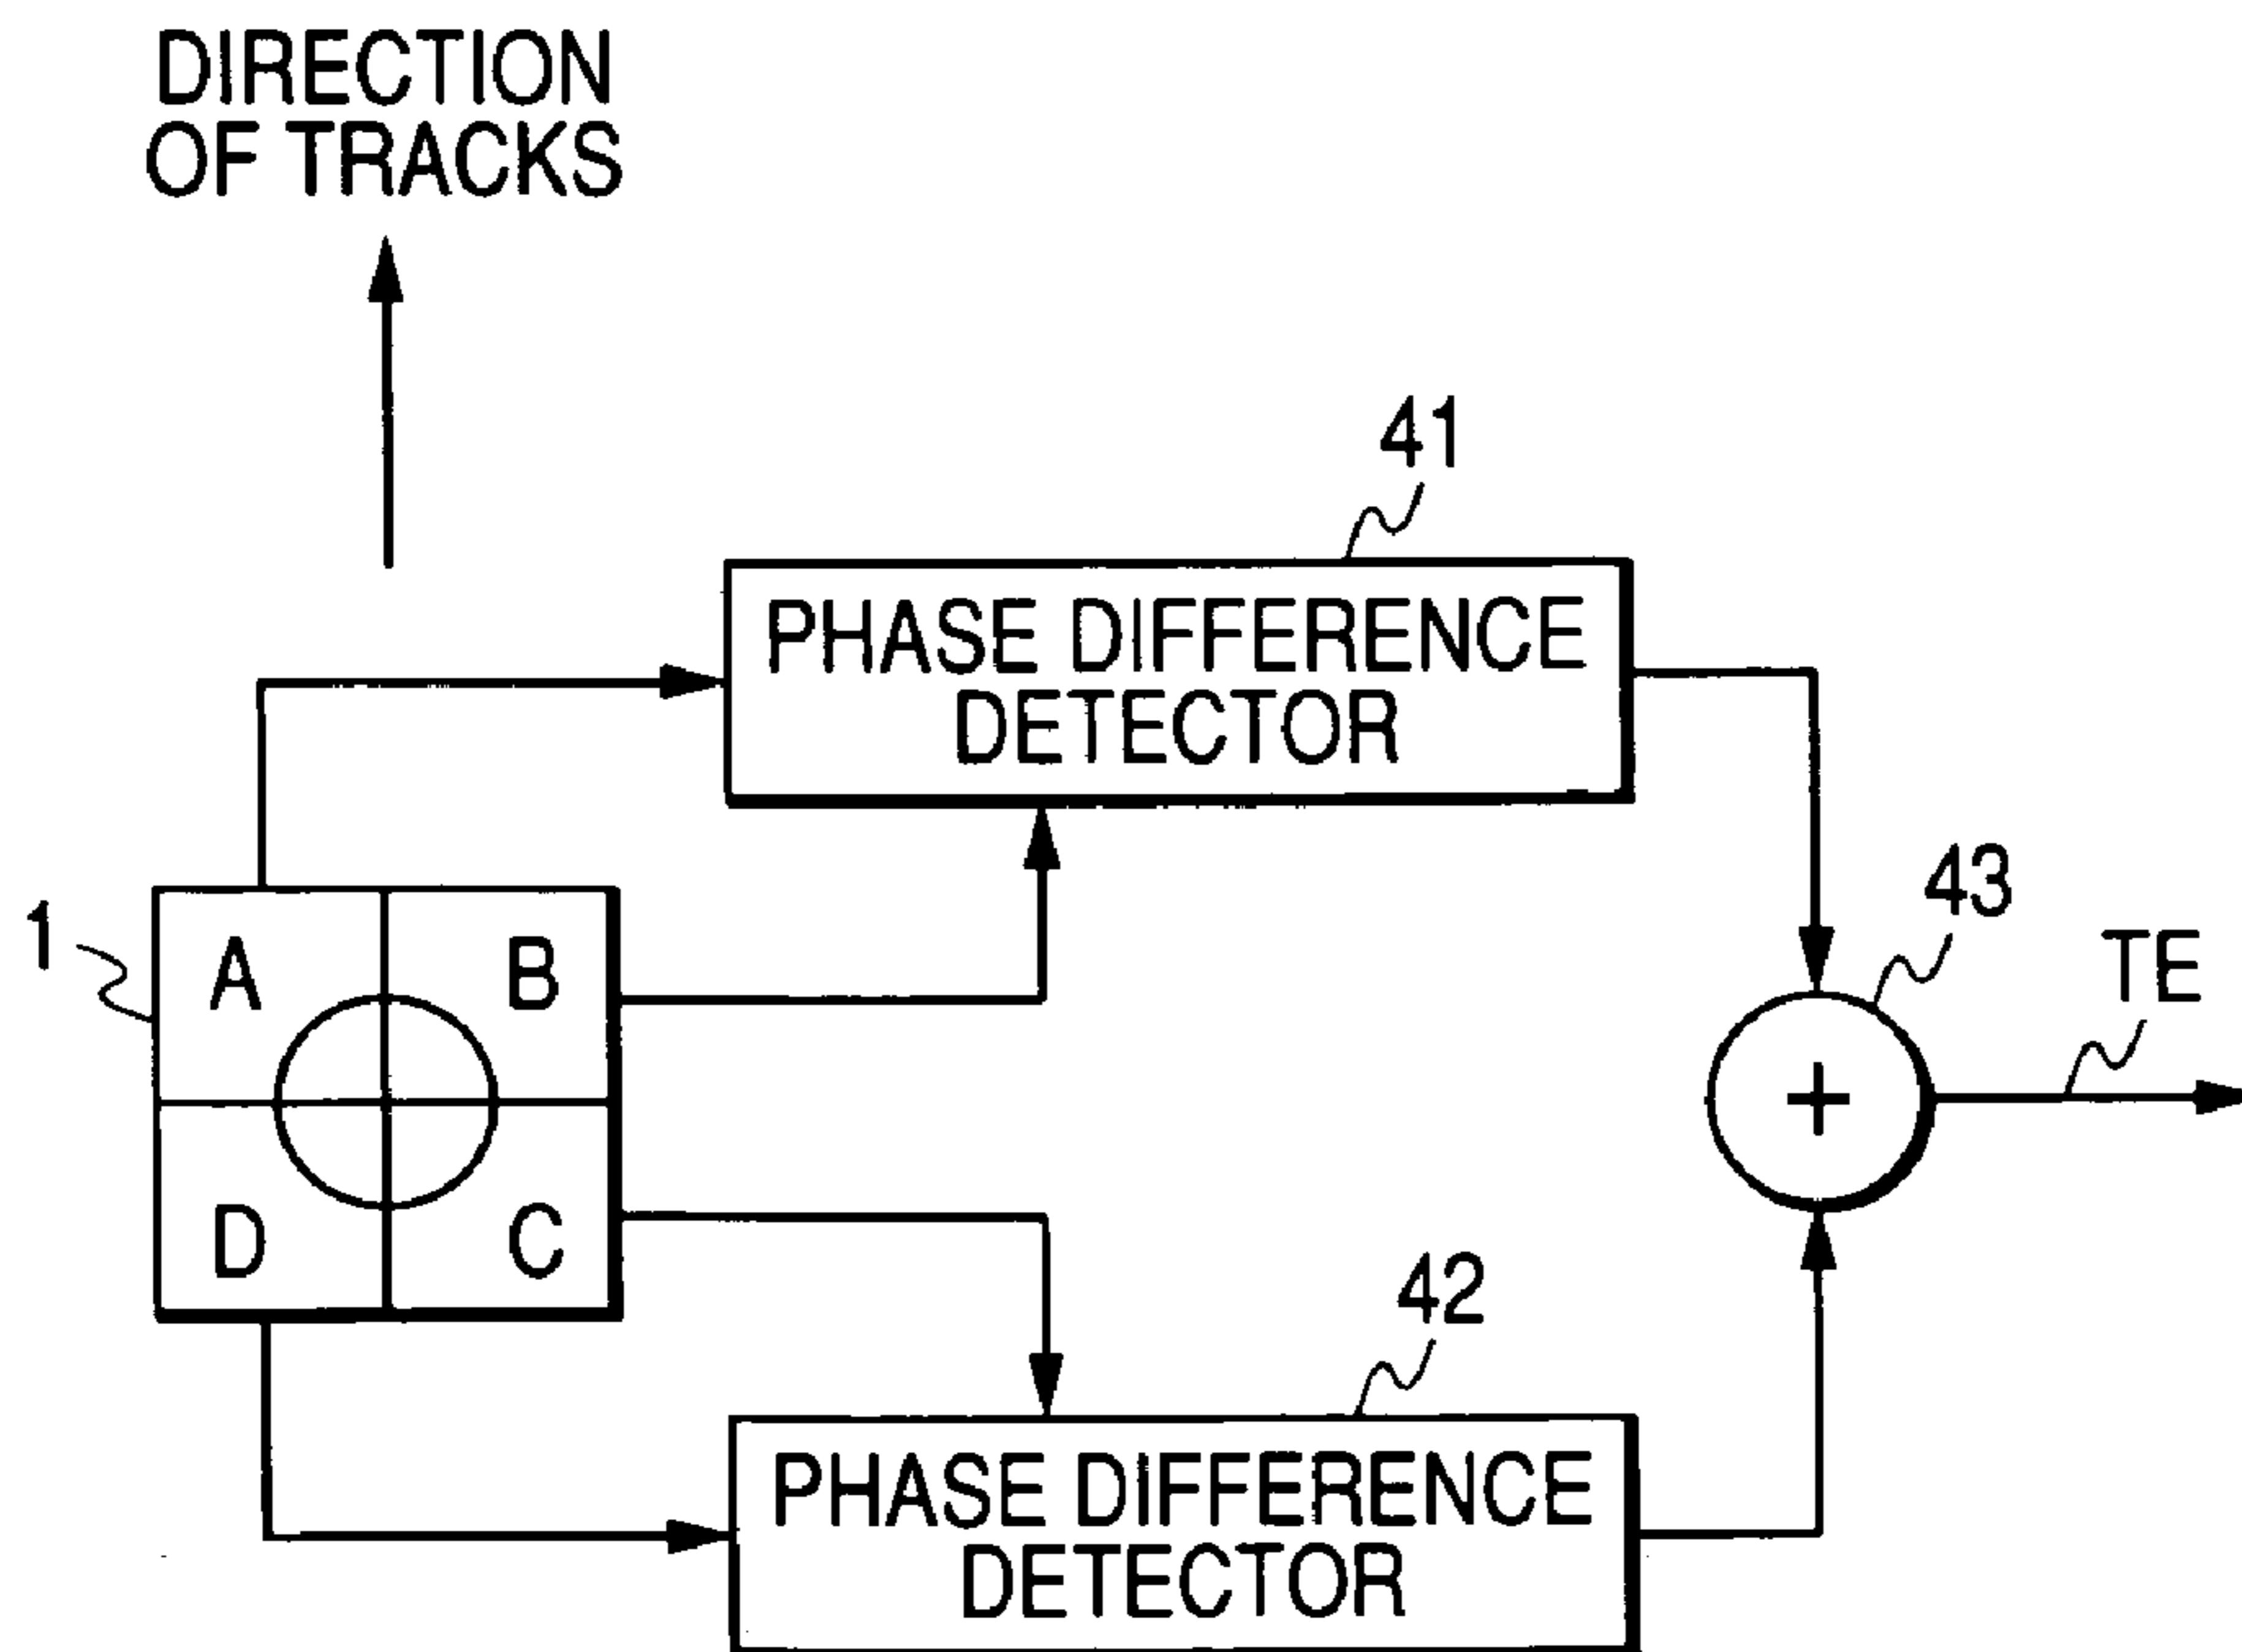 DIRECTION
OF TRACKS
41
PHASE DIFFERENCE
DETECTOR
43
TE
1
A
B
D
C
42
PHASE DIFFERENCE
DETECTOR
+